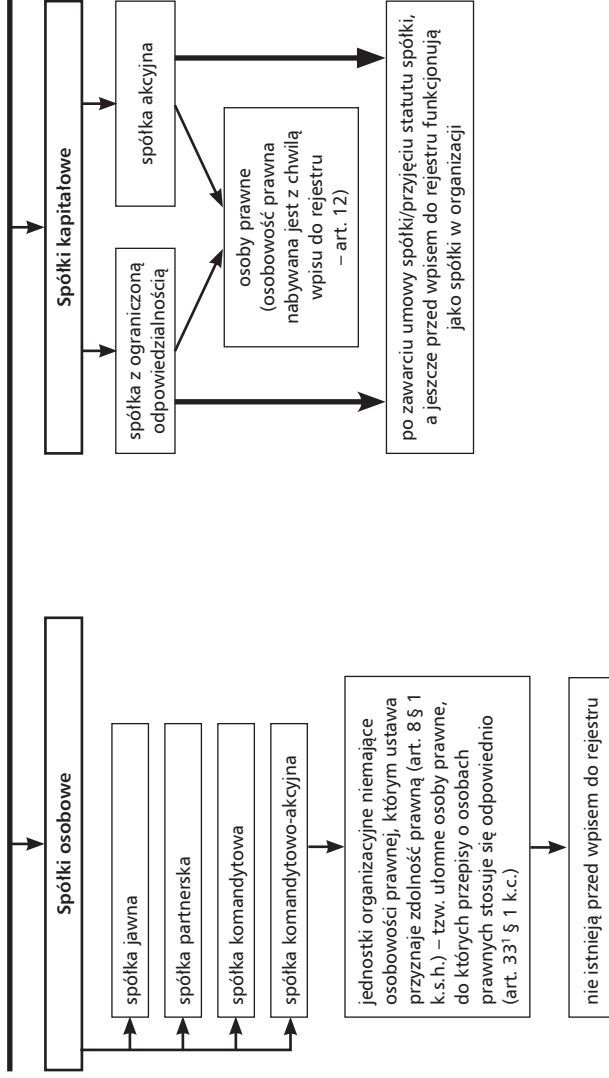 Spółki osobowe
spółka jawna
spółka partnerska
spółka komandytowa
spółka komandytowo-akcyjna
jednostki organizacyjne niemające
osobowości prawnej, którym ustawa
przyznaje zdolność prawną (art. 8 § 1
k.s.h.) – tzw. ułomne osoby prawne,
do których przepisy o osobach
prawnych stosuje się odpowiednio
(art. 33¹ § 1 k.c.)
nie istnieją przed wpisem do rejestru
Spółki kapitałowe
spółka z ograniczoną
odpowiedzialnością
spółka akcyjna
osoby prawne
(osobowość prawna
nabywana jest z chwilą
wpisu do rejestru
– art. 12)
po zawarciu umowy spółki/przyjęciu statutu spółki,
a jeszcze przed wpisem do rejestru funkcjonują
jako spółki w organizacji